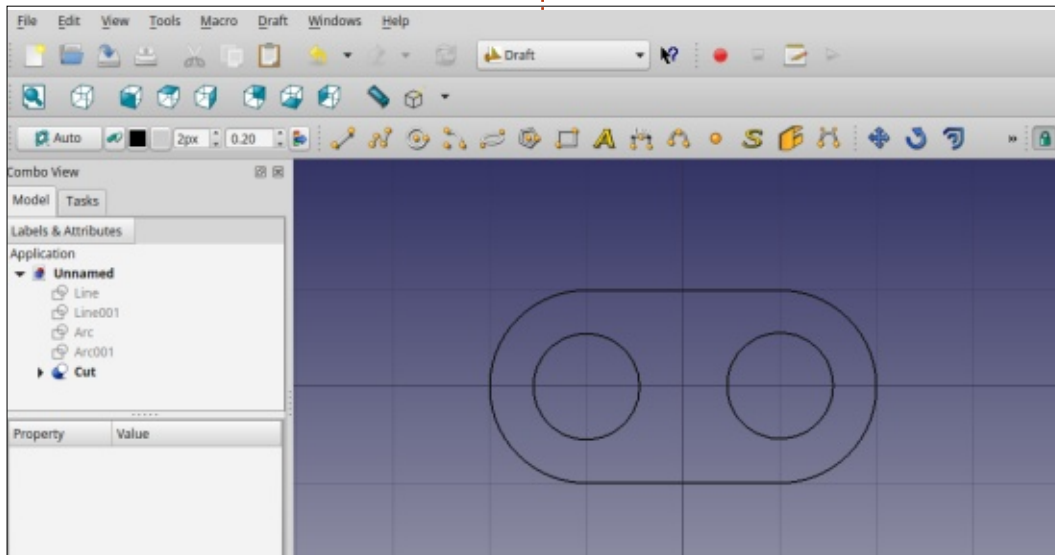 File Edit View Tools Macro Draft Windows Help
Draft
Auto 2px 0.20 A S »
Combo View
Model Tasks
Labels & Attributes
Application
Unnamed
Line
Line001
Arc
Arc001
Cut
Property Value